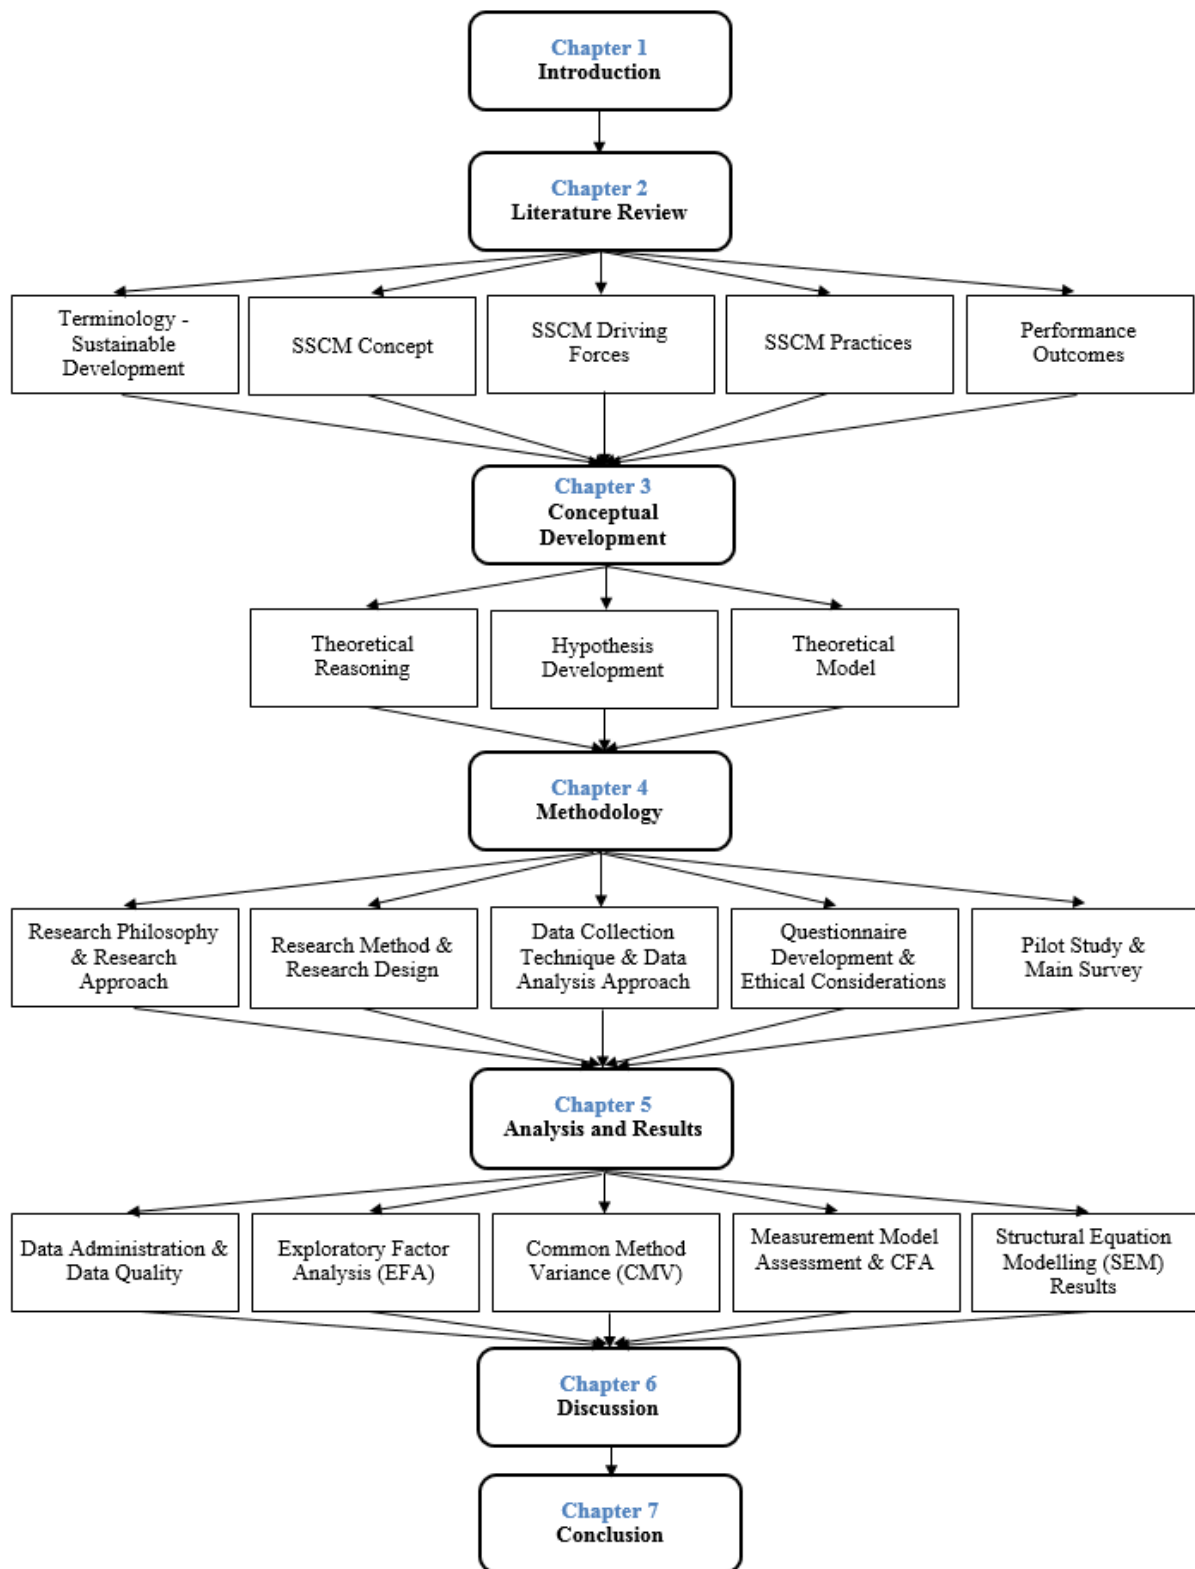 Chapter 1
Introduction
Chapter 2
Literature Review
Terminology -
Sustainable
Development
SSCM Concept
SSCM Driving
Forces
SSCM Practices
Performance
Outcomes
Chapter 3
Conceptual
Development
Theoretical
Reasoning
Hypothesis
Development
Theoretical
Model
Chapter 4
Methodology
Research Philosophy
& Research
Approach
Research Method &
Research Design
Data Collection
Technique & Data
Analysis Approach
Questionnaire
Development &
Ethical Considerations
Pilot Study &
Main Survey
Chapter 5
Analysis and Results
Data Administration &
Data Quality
Exploratory Factor
Analysis (EFA)
Common Method
Variance (CMV)
Measurement Model
Assessment & CFA
Structural Equation
Modelling (SEM)
Results
Chapter 6
Discussion
Chapter 7
Conclusion